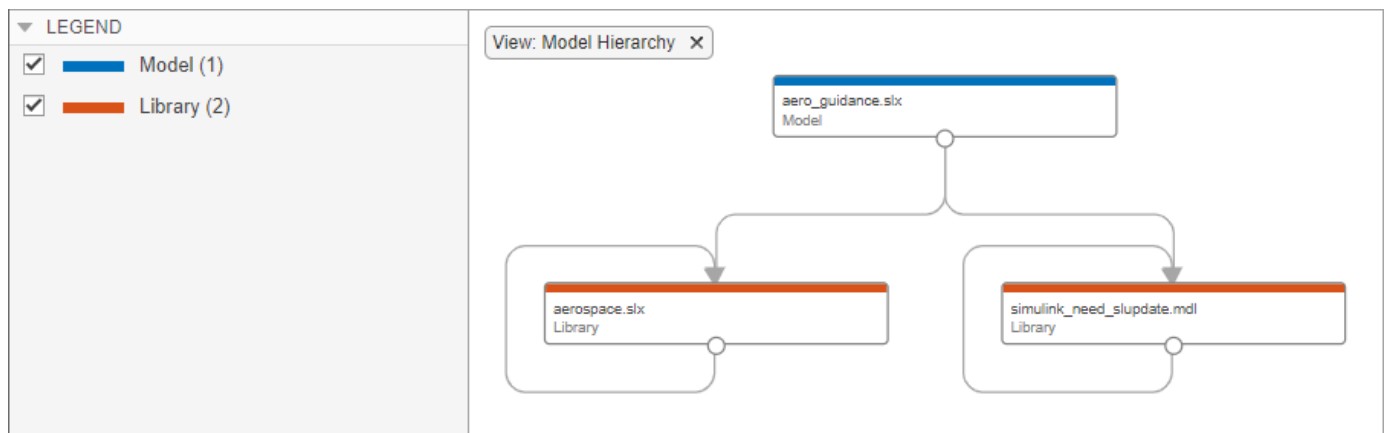 LEGEND
Model (1)
Library (2)
View: Model Hierarchy
aero_guidance.slx
Model
aerospace.slx
Library
simulink_need_slupdate.mdl
Library